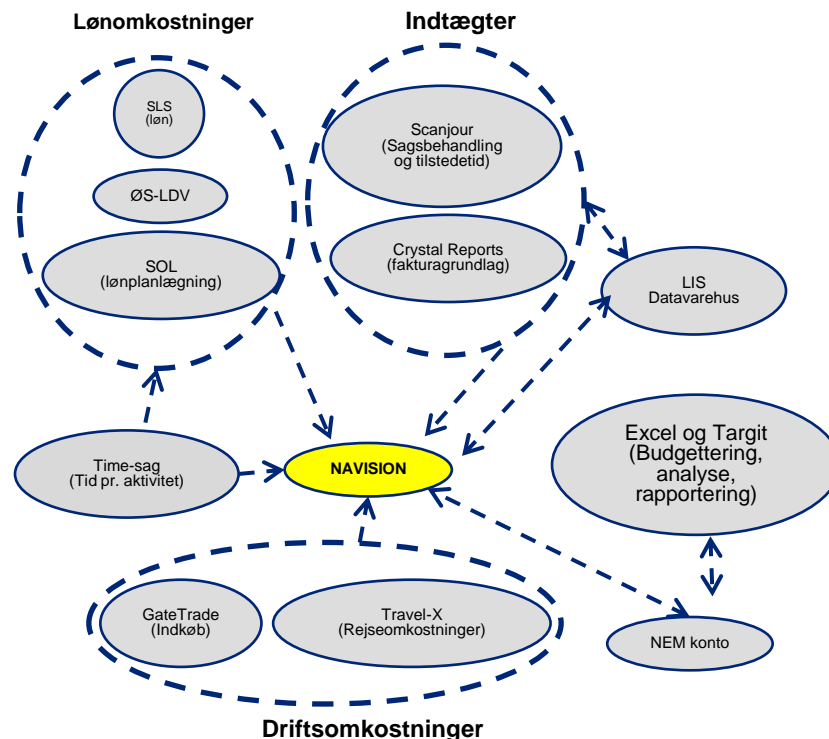 Lønomkostninger
Indtægter
SLS
(løn)
ØS-LDV
SOL
(lønplanlægning)
Scanjour
(Sagsbehandling
og tilstedetid)
Crystal Reports
(fakturagrundlag)
LIS
Datavarehus
Time-sag
(Tid pr. aktivitet)
NAVISION
Excel og Targit
(Budgettering,
analyse,
rapportering)
GateTrade
(Indkøb)
Travel-X
(Rejseomkostninger)
NEM konto
Driftsomkostninger